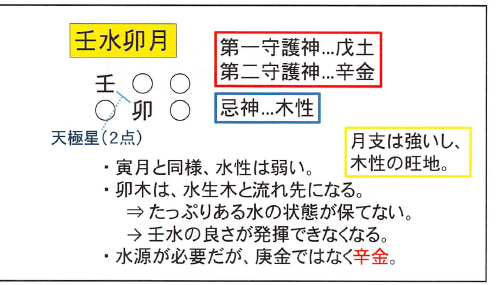 壬水卯月
第一守護神…戊土
第二守護神…辛金
壬 ○ ○
○ 卯 ○
忌神…木性
天極星(2点)
月支は強いし、
木性の旺地。
・寅月と同様、水性は弱い。
・卯木は、水生木と流れ先になる。
⇒ たっぷりある水の状態が保てない。
→ 壬水の良さが発揮できなくなる。
・水源が必要だが、庚金ではなく辛金。